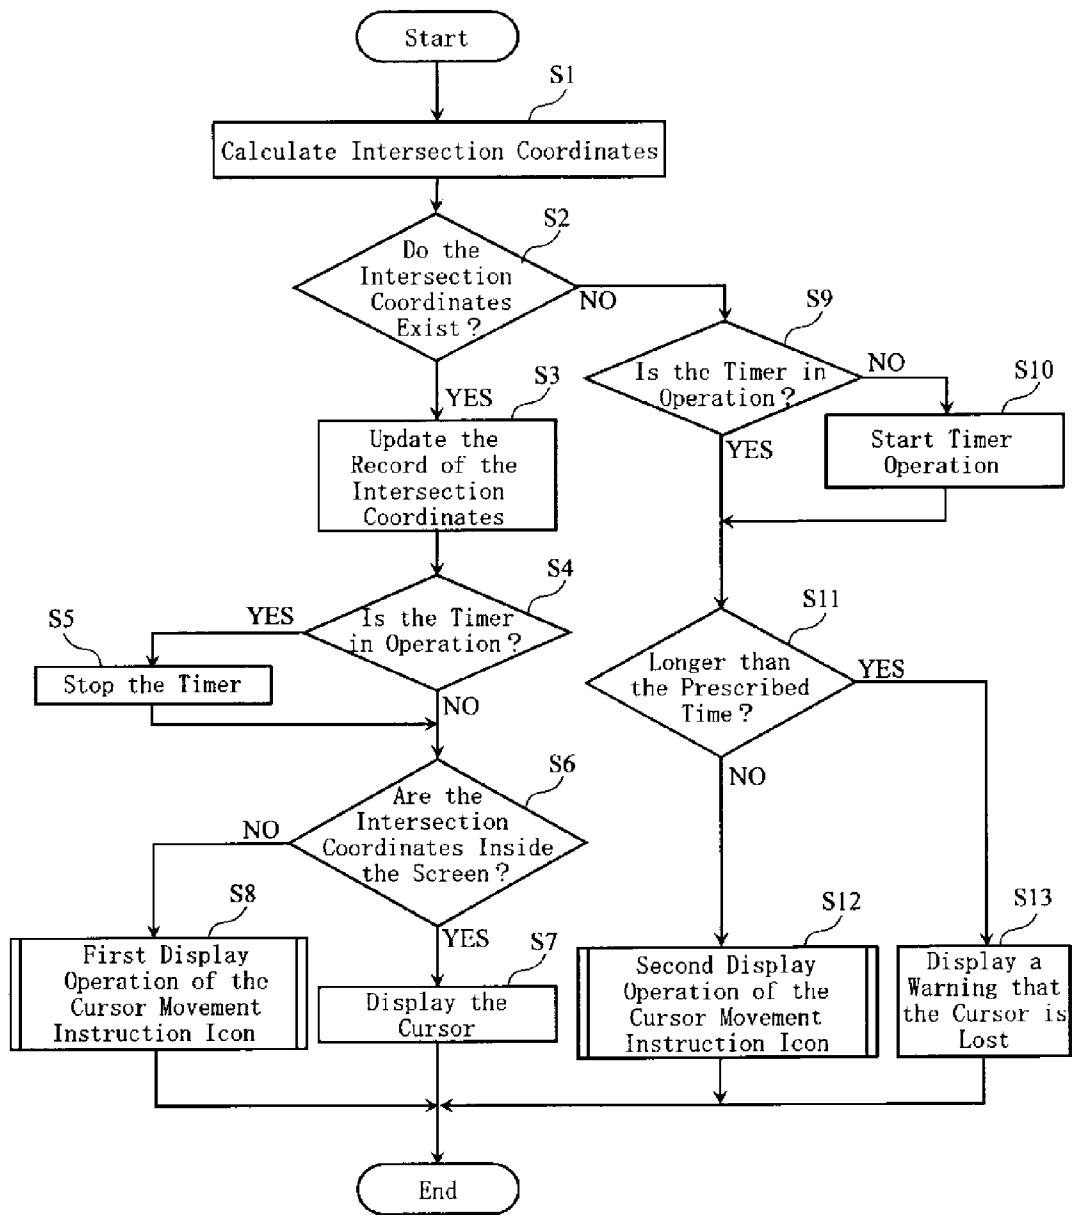 Start
S1
Calculate Intersection Coordinates
S2
Do the
Intersection
Coordinates
Exist?
NO
S9
Is the Timer in
Operation?
NO
S10
Start Timer
Operation
YES
YES
S3
Update the
Record of the
Intersection
Coordinates
S4
Is the Timer
in Operation?
YES
S5
Stop the Timer
NO
S11
Longer than
the Prescribed
Time?
YES
NO
S6
Are the
Intersection
Coordinates Inside
the Screen?
NO
YES
S8
First Display
Operation of the
Cursor Movement
Instruction Icon
S7
Display the
Cursor
S12
Second Display
Operation of the
Cursor Movement
Instruction Icon
S13
Display a
Warning that
the Cursor is
Lost
End